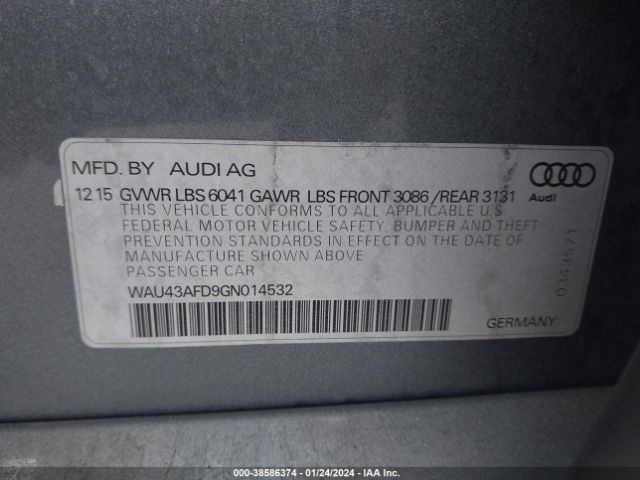 MFD. BY AUDI AG
12 15 GVWR LBS 6041 GAWR LBS FRONT 3086 /REAR 3131
THIS VEHICLE CONFORMS TO ALL APPLICABLE U.S
FEDERAL MOTOR VEHICLE SAFETY, BUMPER AND THEFT
PREVENTION STANDARDS IN EFFECT ON THE DATE OF
MANUFACTURE SHOWN ABOVE
PASSENGER CAR
WAU43AFD9GN014532
Audi
0343571
GERMANY
000-38586374 - 01/24/2024 - IAA Inc.